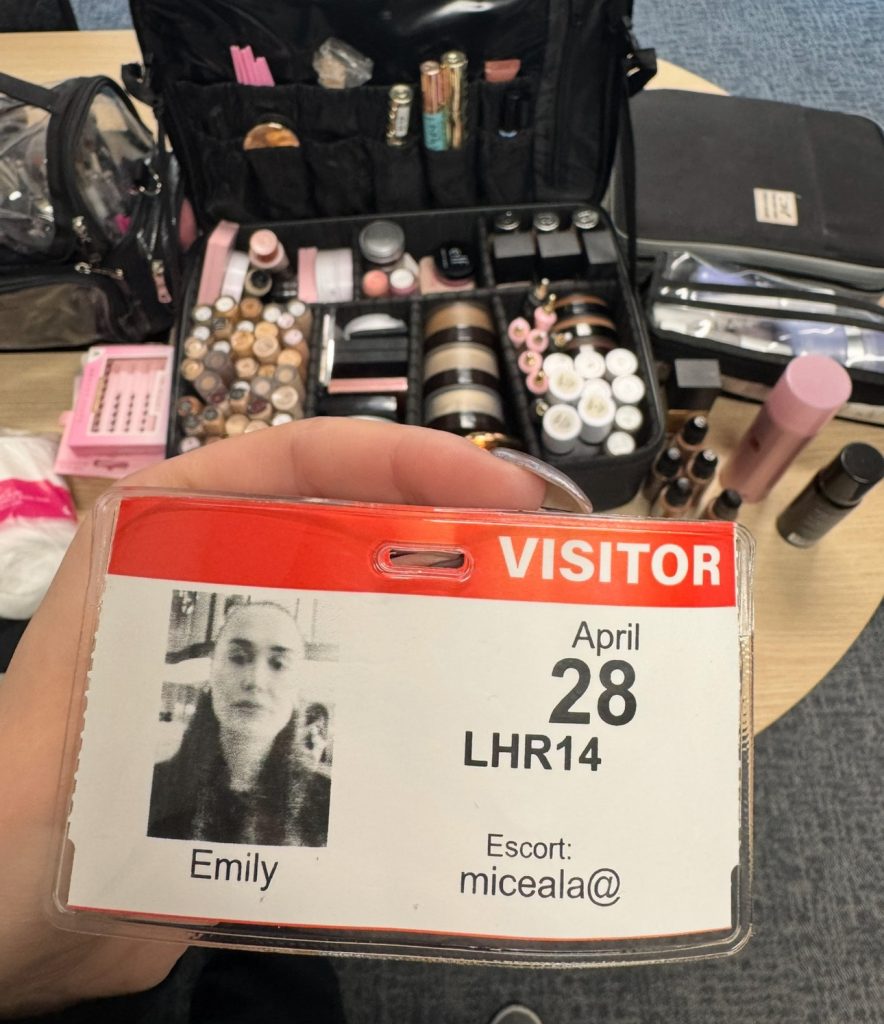 VISITOR
April
28
LHR14
Emily
Escort:
miceala@